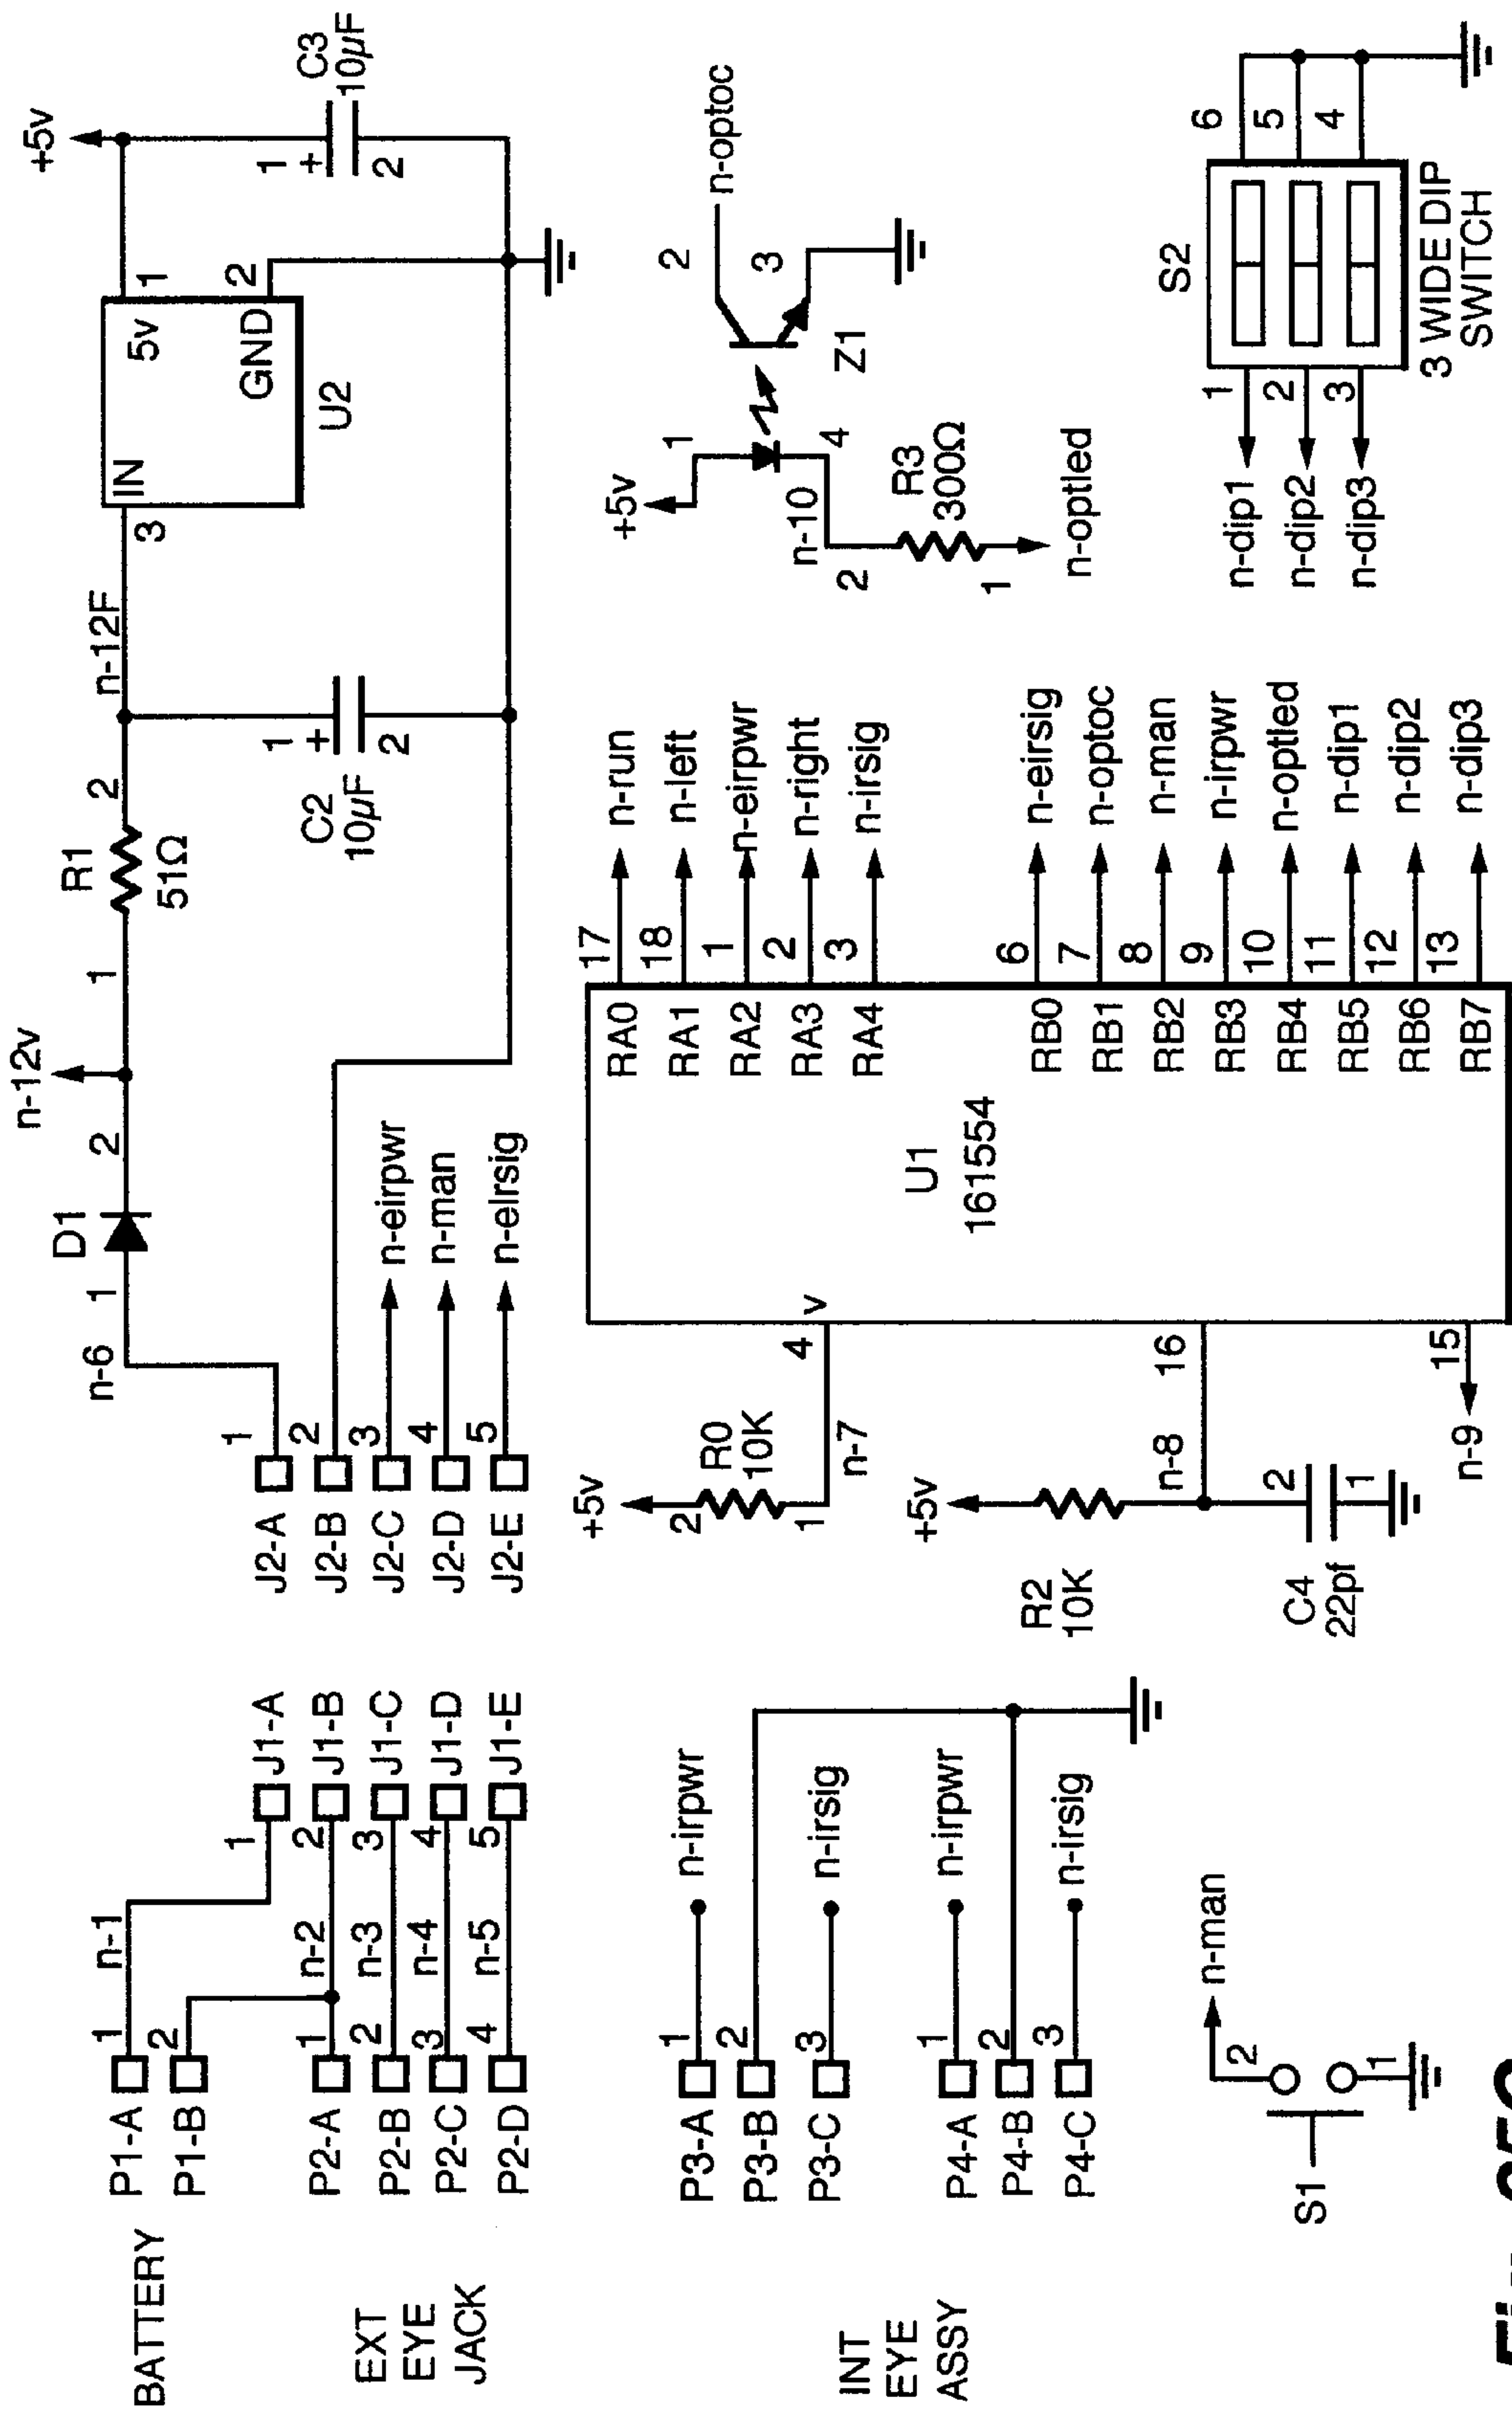 BATTERY
P1-A
1
n-1
P1-B
2
EXT
EYE
JACK
P2-A
1
n-2
P2-B
2
n-3
P2-C
3
n-4
P2-D
4
n-5
1
J1-A
2
J1-B
3
J1-C
4
J1-D
5
J1-E
J2-A
1
J2-B
2
J2-C
3
n-eirpwr
J2-D
4
n-man
J2-E
5
n-eirsig
n-6
1
D1
2
n-12v
1
R1
51Ω
2
n-12F
C2
10µF
1
+
2
3
IN
5v
GND
U2
1
2
+5v
1
+
2
C3
10µF
INT
EYE
ASSY
P3-A
1
n-irpwr
P3-B
2
P3-C
3
n-irsig
P4-A
1
n-irpwr
P4-B
2
P4-C
3
n-irsig
S1
2
n-man
1
+5v
2
R0
10K
1
n-7
4
v
+5v
R2
10K
n-8
16
C4
22pf
2
1
n-9
15
U1
161554
RA0
17
n-run
RA1
18
n-left
RA2
1
n-eirpwr
RA3
2
n-right
RA4
3
n-irsig
RB0
6
n-eirsig
RB1
7
n-optoc
RB2
8
n-man
RB3
9
n-irpwr
RB4
10
n-optled
RB5
11
n-dip1
RB6
12
n-dip2
RB7
13
n-dip3
+5v
1
4
n-10
2
R3
300Ω
1
n-optled
Z1
2
n-optoc
3
S2
n-dip1
1
6
n-dip2
2
5
n-dip3
3
4
3 WIDE DIP
SWITCH